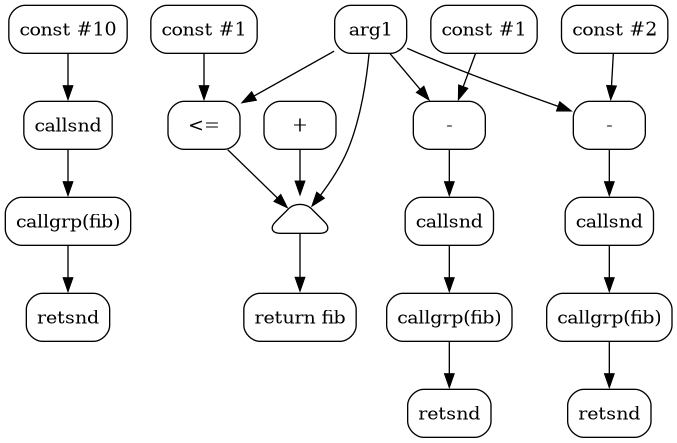 const #10
const #1
arg1
const #1
const #2
callsnd
<=
+
-
-
callgrp(fib)
callsnd
callsnd
retsnd
return fib
callgrp(fib)
callgrp(fib)
retsnd
retsnd